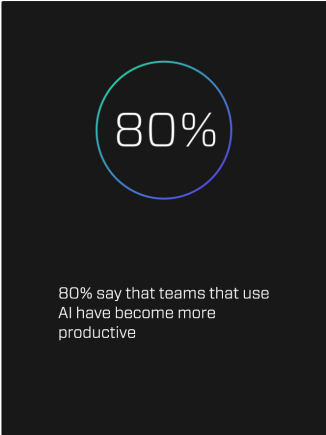 80%
80% say that teams that use
AI have become more
productive